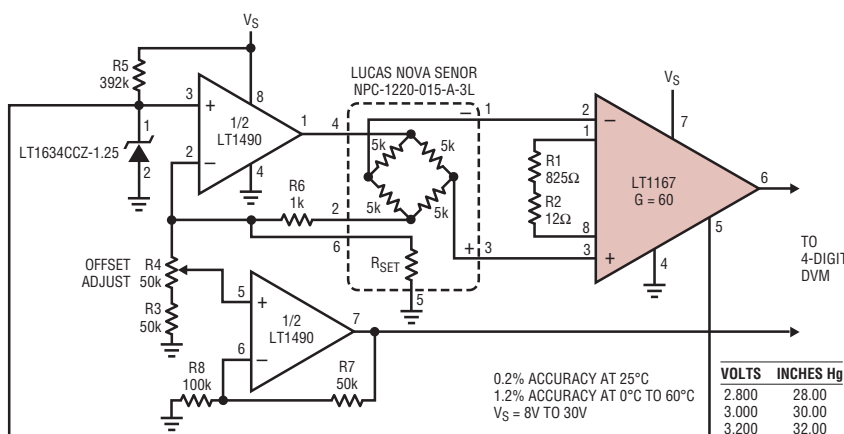 VS
R5
392k
LUCAS NOVA SENOR
NPC-1220-015-A-3L
3
+
8
1/2
LT1490
1
4
1
2
LT1634CCZ-1.25
2
–
4
5k
5k
5k
5k
–
1
VS
2
–
1
7
R1
825Ω
R2
12Ω
LT1167
G = 60
6
8
3
+
5
4
TO
4-DIGIT
DVM
R6
1k
2
6
+
3
RSET
5
OFFSET
ADJUST
R4
50k
R3
50k
5
+
1/2
LT1490
7
6
–
R8
100k
R7
50k
0.2% ACCURACY AT 25°C
1.2% ACCURACY AT 0°C TO 60°C
VS = 8V TO 30V
VOLTS INCHES Hg
2.800 28.00
3.000 30.00
3.200 32.00